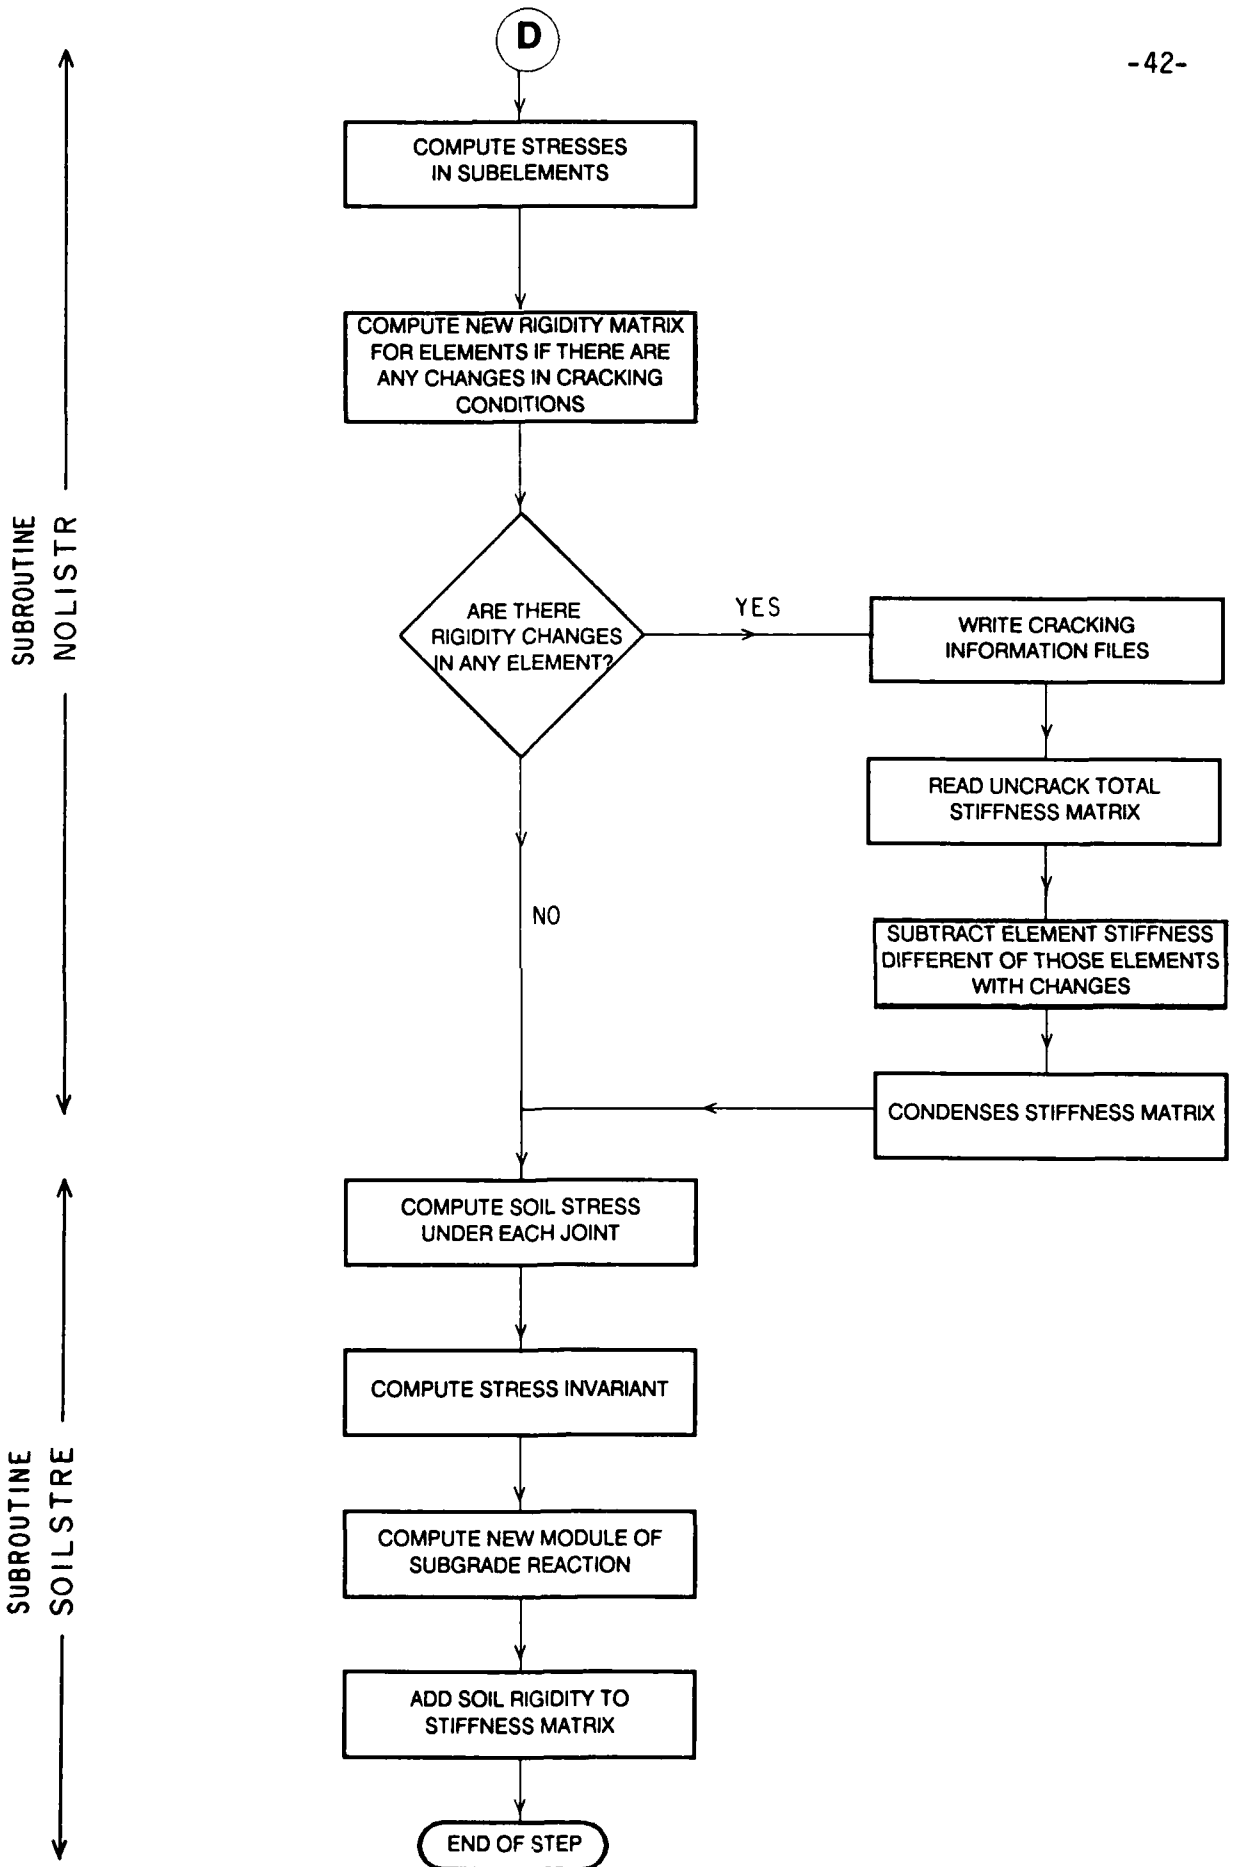 D
-42-
COMPUTE STRESSES
IN SUBELEMENTS
COMPUTE NEW RIGIDITY MATRIX
FOR ELEMENTS IF THERE ARE
ANY CHANGES IN CRACKING
CONDITIONS
SUBROUTINE
NOLISTR
ARE THERE
RIGIDITY CHANGES
IN ANY ELEMENT?
YES
WRITE CRACKING
INFORMATION FILES
READ UNCRACK TOTAL
STIFFNESS MATRIX
NO
SUBTRACT ELEMENT STIFFNESS
DIFFERENT OF THOSE ELEMENTS
WITH CHANGES
CONDENSES STIFFNESS MATRIX
COMPUTE SOIL STRESS
UNDER EACH JOINT
COMPUTE STRESS INVARIANT
SUBROUTINE
SOILSTRE
COMPUTE NEW MODULE OF
SUBGRADE REACTION
ADD SOIL RIGIDITY TO
STIFFNESS MATRIX
END OF STEP